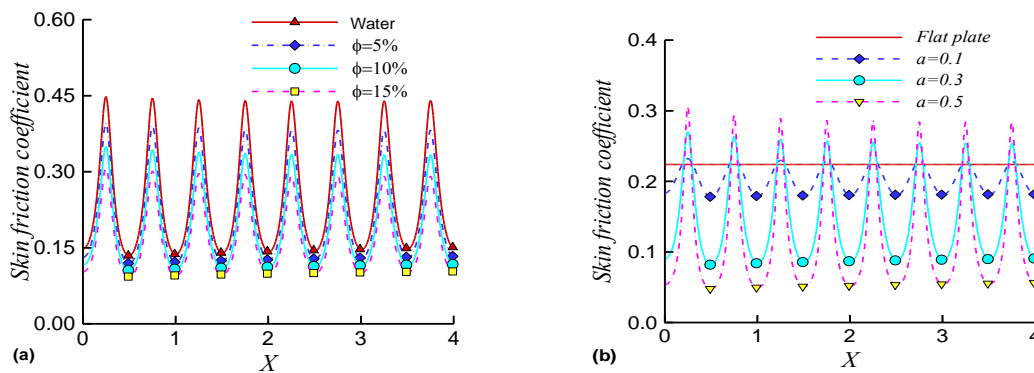 0.60
0.45
0.30
0.15
0.00
Skin friction coefficient
Water
ϕ=5%
ϕ=10%
ϕ=15%
0 1 2 3 4
X
(a)
0.4
0.3
0.2
0.1
0.0
Skin friction coefficient
Flat plate
a=0.1
a=0.3
a=0.5
0 1 2 3 4
X
(b)